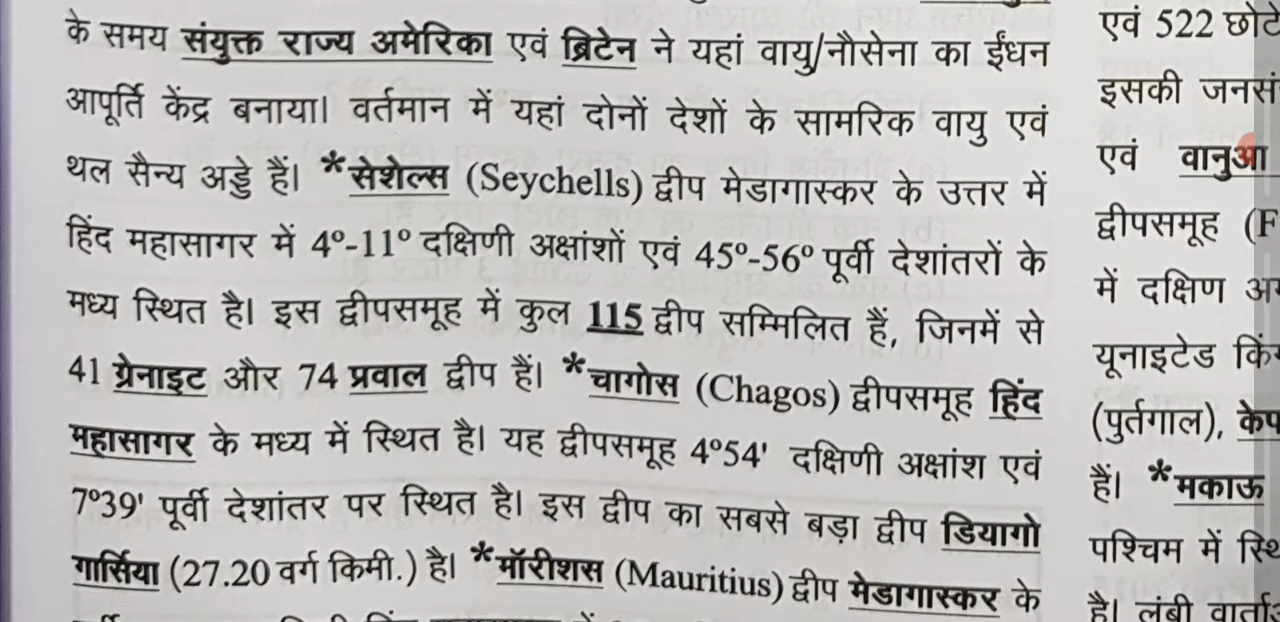 के समय संयुक्त राज्य अमेरिका एवं ब्रिटेन ने यहां वायु/नौसेना का ईंधन
आपूर्ति केंद्र बनाया। वर्तमान में यहां दोनों देशों के सामरिक वायु एवं
थल सैन्य अड्डे हैं। *सेशेल्स (Seychells) द्वीप मेडागास्कर के उत्तर में
हिंद महासागर में 4°-11° दक्षिणी अक्षांशों एवं 45°-56° पूर्वी देशांतरों के
मध्य स्थित है। इस द्वीपसमूह में कुल 115 द्वीप सम्मिलित हैं, जिनमें से
41 ग्रेनाइट और 74 प्रवाल द्वीप हैं। *चागोस (Chagos) द्वीपसमूह हिंद
महासागर के मध्य में स्थित है। यह द्वीपसमूह 4°54' दक्षिणी अक्षांश एवं
7°39' पूर्वी देशांतर पर स्थित है। इस द्वीप का सबसे बड़ा द्वीप डियागो
गार्सिया (27.20 वर्ग किमी.) है। *मॉरीशस (Mauritius) द्वीप मेडागास्कर के
एवं 522 छोटे
इसकी जनसं
एवं वानुआ
द्वीपसमूह (F
में दक्षिण
यूनाइटेड किं
(पुर्तगाल), केप
हैं। *मकाऊ
पश्चिम में
है। लंबी